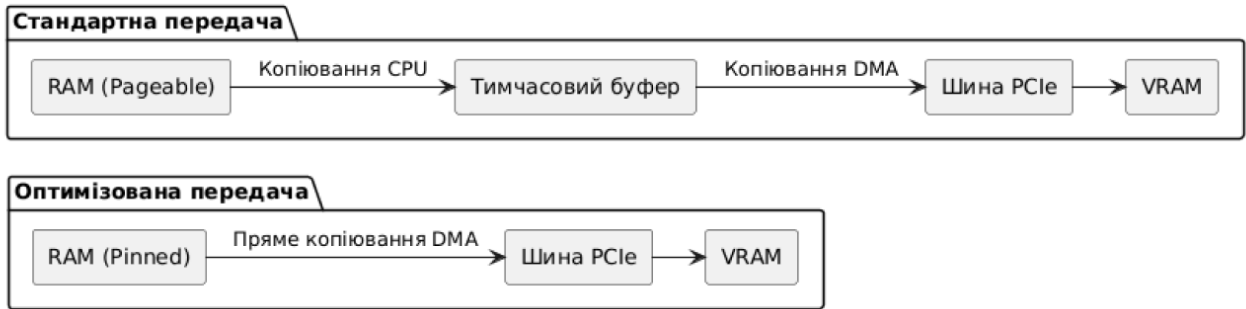 Стандартна передача
Копіювання CPU
Копіювання DMA
RAM (Pageable)
Тимчасовий буфер
Шина PCIe
VRAM
Оптимізована передача
Пряме копіювання DMA
RAM (Pinned)
Шина PCIe
VRAM